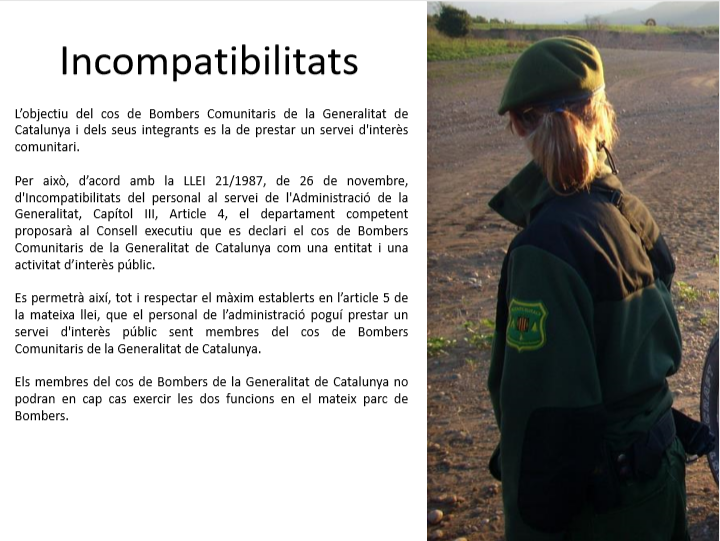 Incompatibilitats
L’objectiu del cos de Bombers Comunitaris de la Generalitat de
Catalunya i dels seus integrants es la de prestar un servei d'interès
comunitari.
Per això, d’acord amb la LLEI 21/1987, de 26 de novembre,
d'Incompatibilitats del personal al servei de l'Administració de la
Generalitat, Capítol III, Article 4, el departament competent
proposarà al Consell executiu que es declari el cos de Bombers
Comunitaris de la Generalitat de Catalunya com una entitat i una
activitat d’interès públic.
Es permetrà així, tot i respectar el màxim establerts en l’article 5 de
la mateixa llei, que el personal de l’administració poguí prestar un
servei d'interès públic sent membres del cos de Bombers
Comunitaris de la Generalitat de Catalunya.
Els membres del cos de Bombers de la Generalitat de Catalunya no
podran en cap cas exercir les dos funcions en el mateix parc de
Bombers.